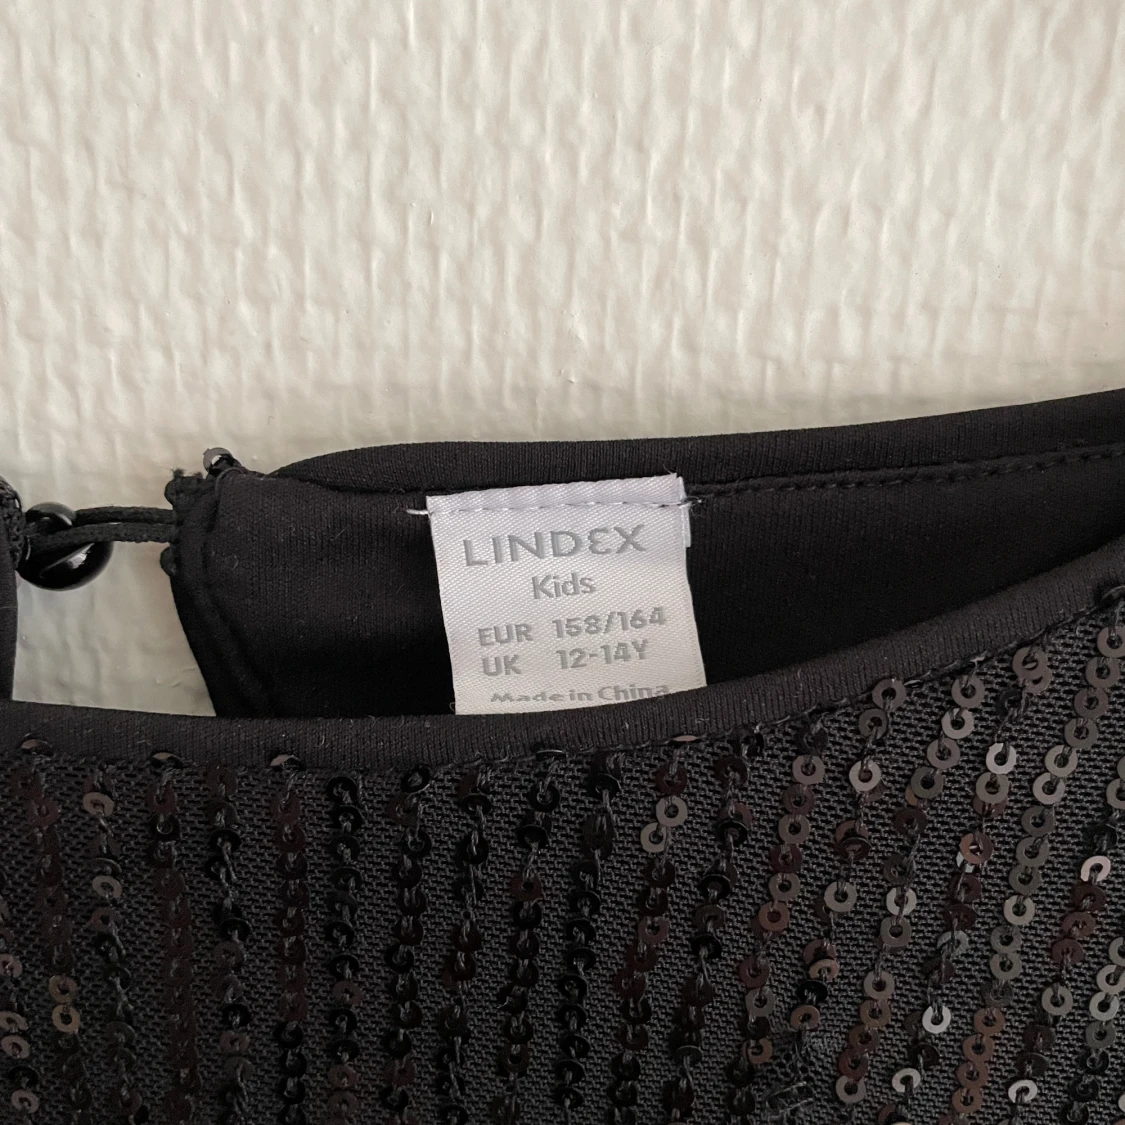 LINDEX
Kids
EUR 158/164
UK 12-14Y
Made in China